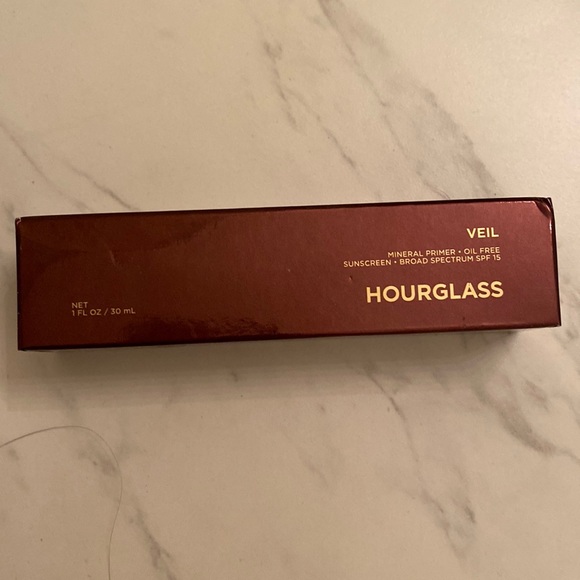 VEIL
MINERAL PRIMER • OIL FREE
SUNSCREEN • BROAD SPECTRUM SPF 15
HOURGLASS
NET
1 FL OZ / 30 mL